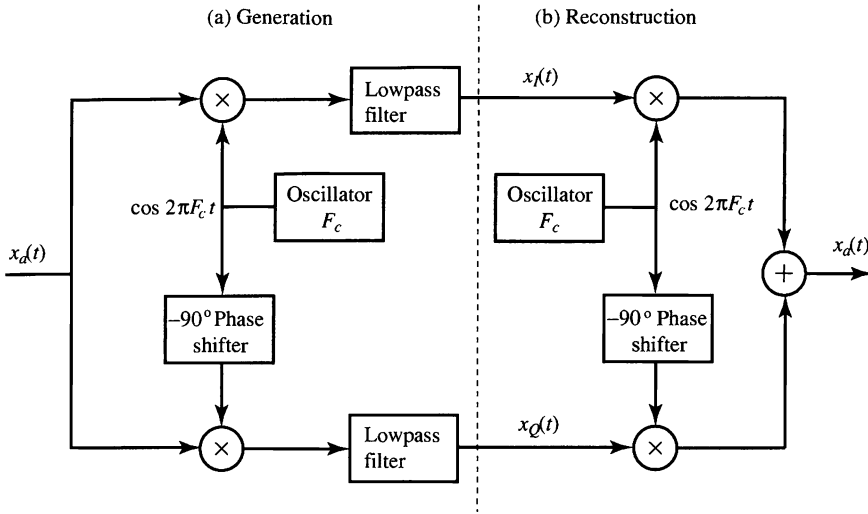 (a) Generation
(b) Reconstruction
Lowpass
filter
x_I(t)
×
×
cos 2πF_c t
Oscillator
F_c
Oscillator
F_c
cos 2πF_c t
x_a(t)
+
x_a(t)
−90° Phase
shifter
−90° Phase
shifter
Lowpass
filter
x_Q(t)
×
×